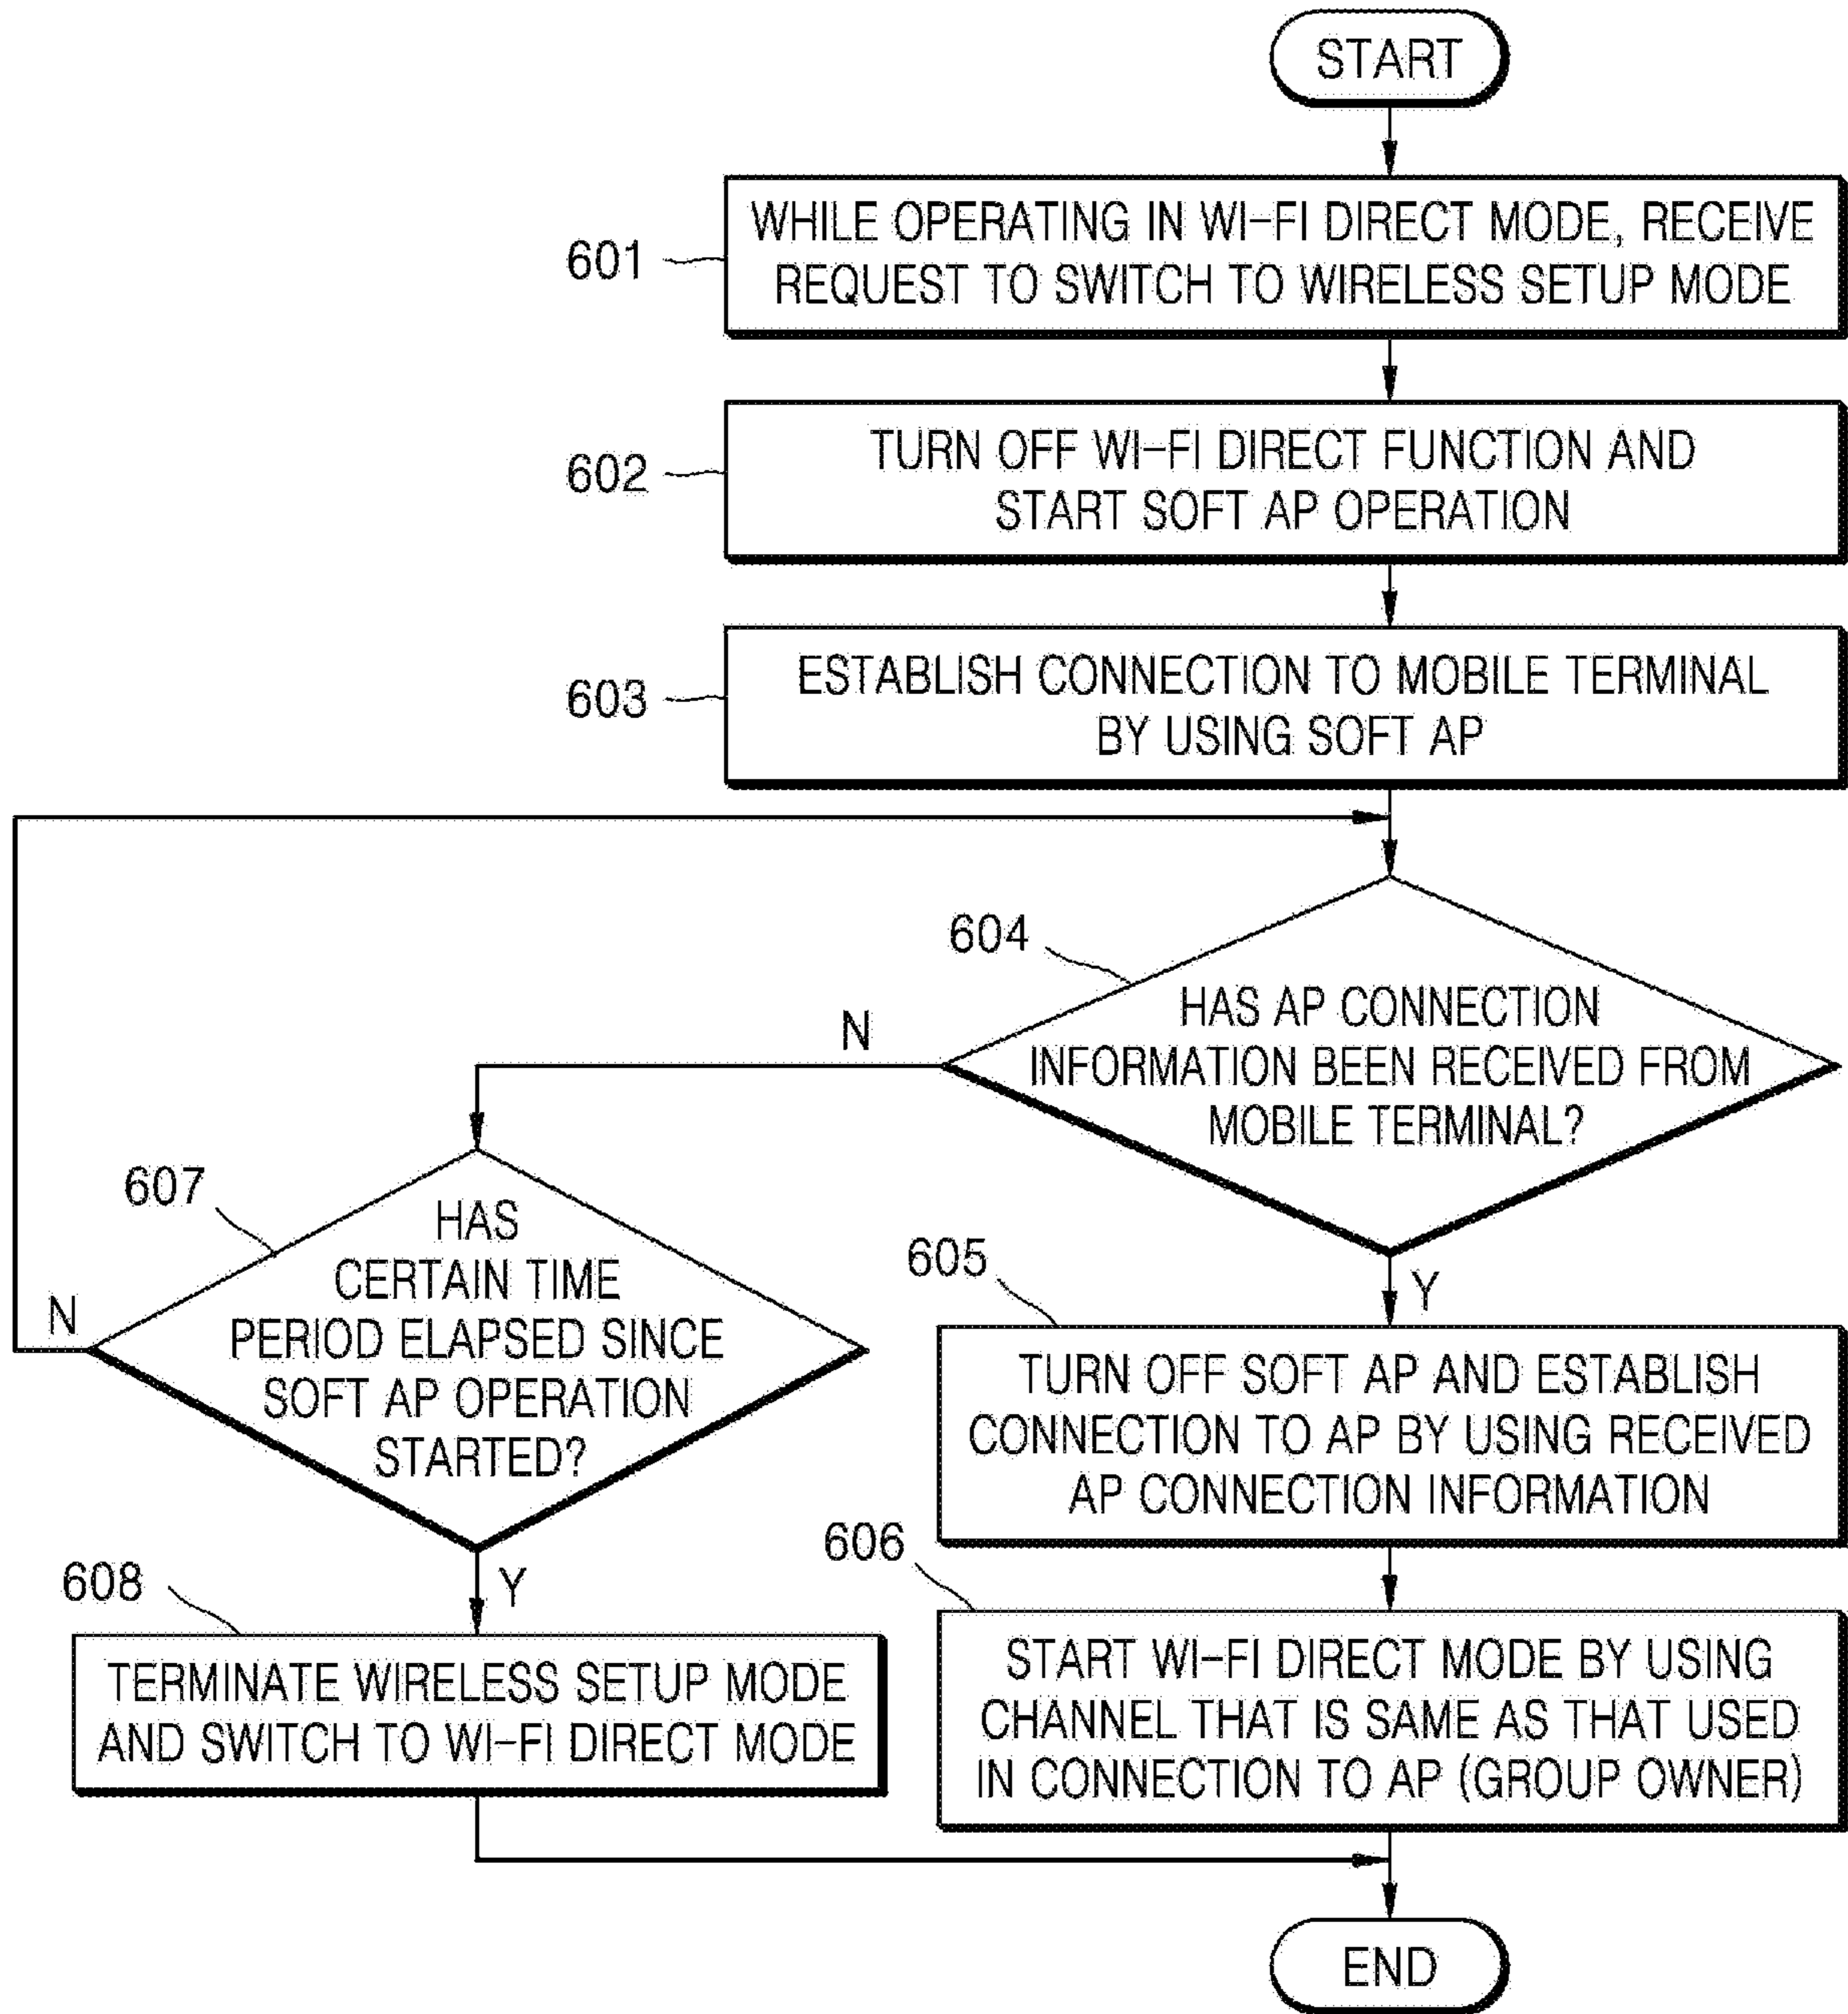 START
601
WHILE OPERATING IN WI-FI DIRECT MODE, RECEIVE
REQUEST TO SWITCH TO WIRELESS SETUP MODE
602
TURN OFF WI-FI DIRECT FUNCTION AND
START SOFT AP OPERATION
603
ESTABLISH CONNECTION TO MOBILE TERMINAL
BY USING SOFT AP
604
HAS AP CONNECTION
INFORMATION BEEN RECEIVED FROM
MOBILE TERMINAL?
N
Y
607
HAS
CERTAIN TIME
PERIOD ELAPSED SINCE
SOFT AP OPERATION
STARTED?
N
Y
605
TURN OFF SOFT AP AND ESTABLISH
CONNECTION TO AP BY USING RECEIVED
AP CONNECTION INFORMATION
608
TERMINATE WIRELESS SETUP MODE
AND SWITCH TO WI-FI DIRECT MODE
606
START WI-FI DIRECT MODE BY USING
CHANNEL THAT IS SAME AS THAT USED
IN CONNECTION TO AP (GROUP OWNER)
END